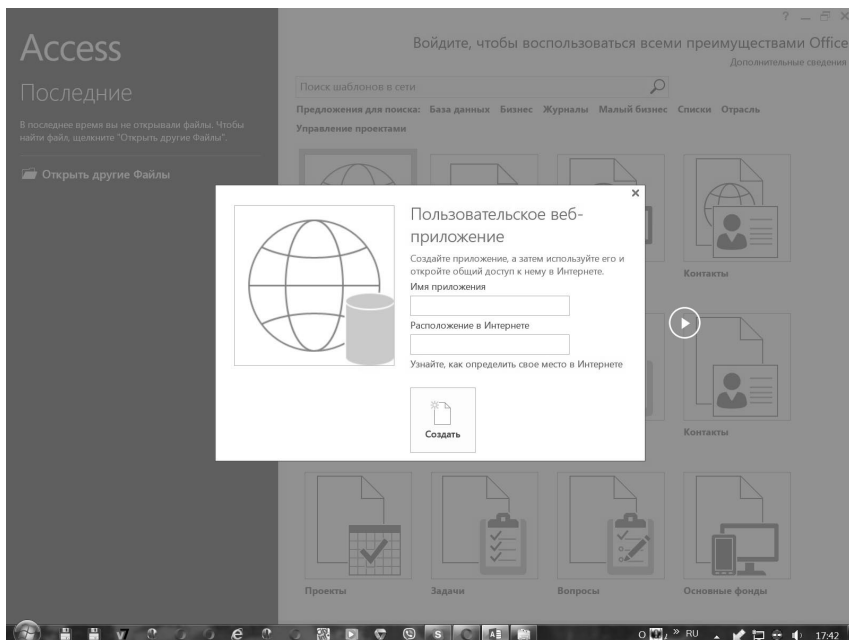 Access
Последние
В последнее время вы не открывали файлы. Чтобы
найти файл, щелкните "Открыть другие Файлы".
Открыть другие Файлы
? 
Войдите, чтобы воспользоваться всеми преимуществами Office
Дополнительные сведения
Поиск шаблонов в сети
Предложения для поиска: База данных Бизнес Журналы Малый бизнес Списки Отрасль
Управление проектами
Пользовательское веб-
приложение
Создайте приложение, а затем используйте его и
откройте общий доступ к нему в Интернете.
Имя приложения
Расположение в Интернете
Узнайте, как определить свое место в Интернете
Создать
Контакты
Контакты
Проекты
Задачи
Вопросы
Основные фонды
RU
17:42